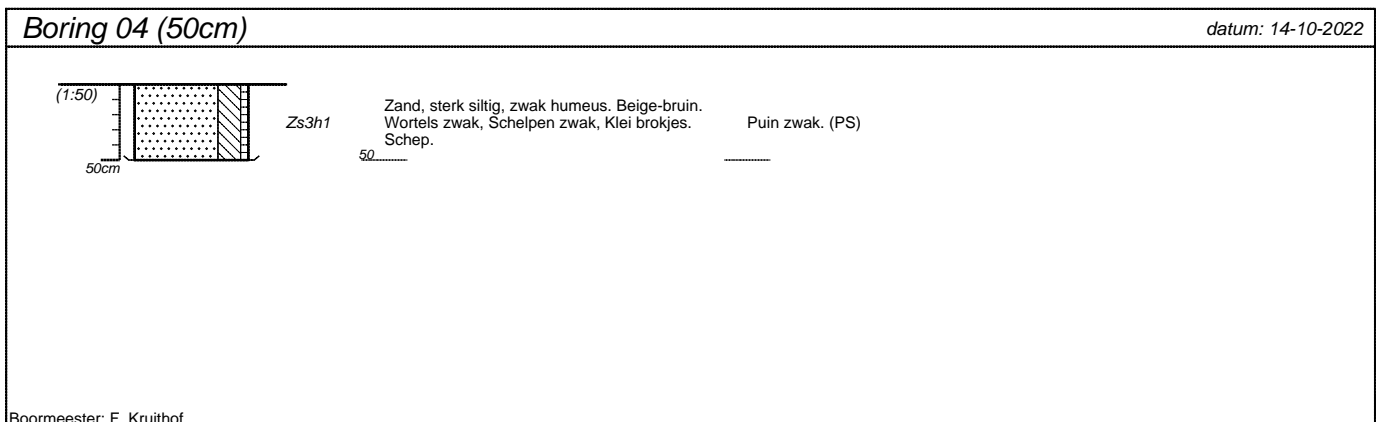 Boring 04 (50cm)
datum: 14-10-2022
(1:50)
Zs3h1
Zand, sterk siltig, zwak humeus. Beige-bruin.
Wortels zwak, Schelpen zwak, Klei brokjes.
Schep.
Puin zwak. (PS)
50
50cm
Boormeester: F. Kruithof